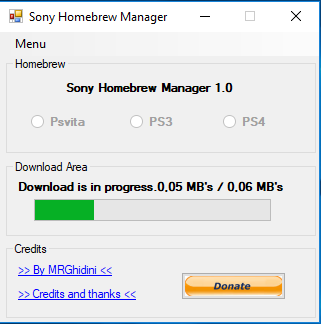 Sony Homebrew Manager
Menu
Homebrew
Sony Homebrew Manager 1.0
Psvita PS3 PS4
Download Area
Download is in progress.0,05 MB's / 0,06 MB's
Credits
>> By MRGhidini <<
>> Credits and thanks <<
Donate